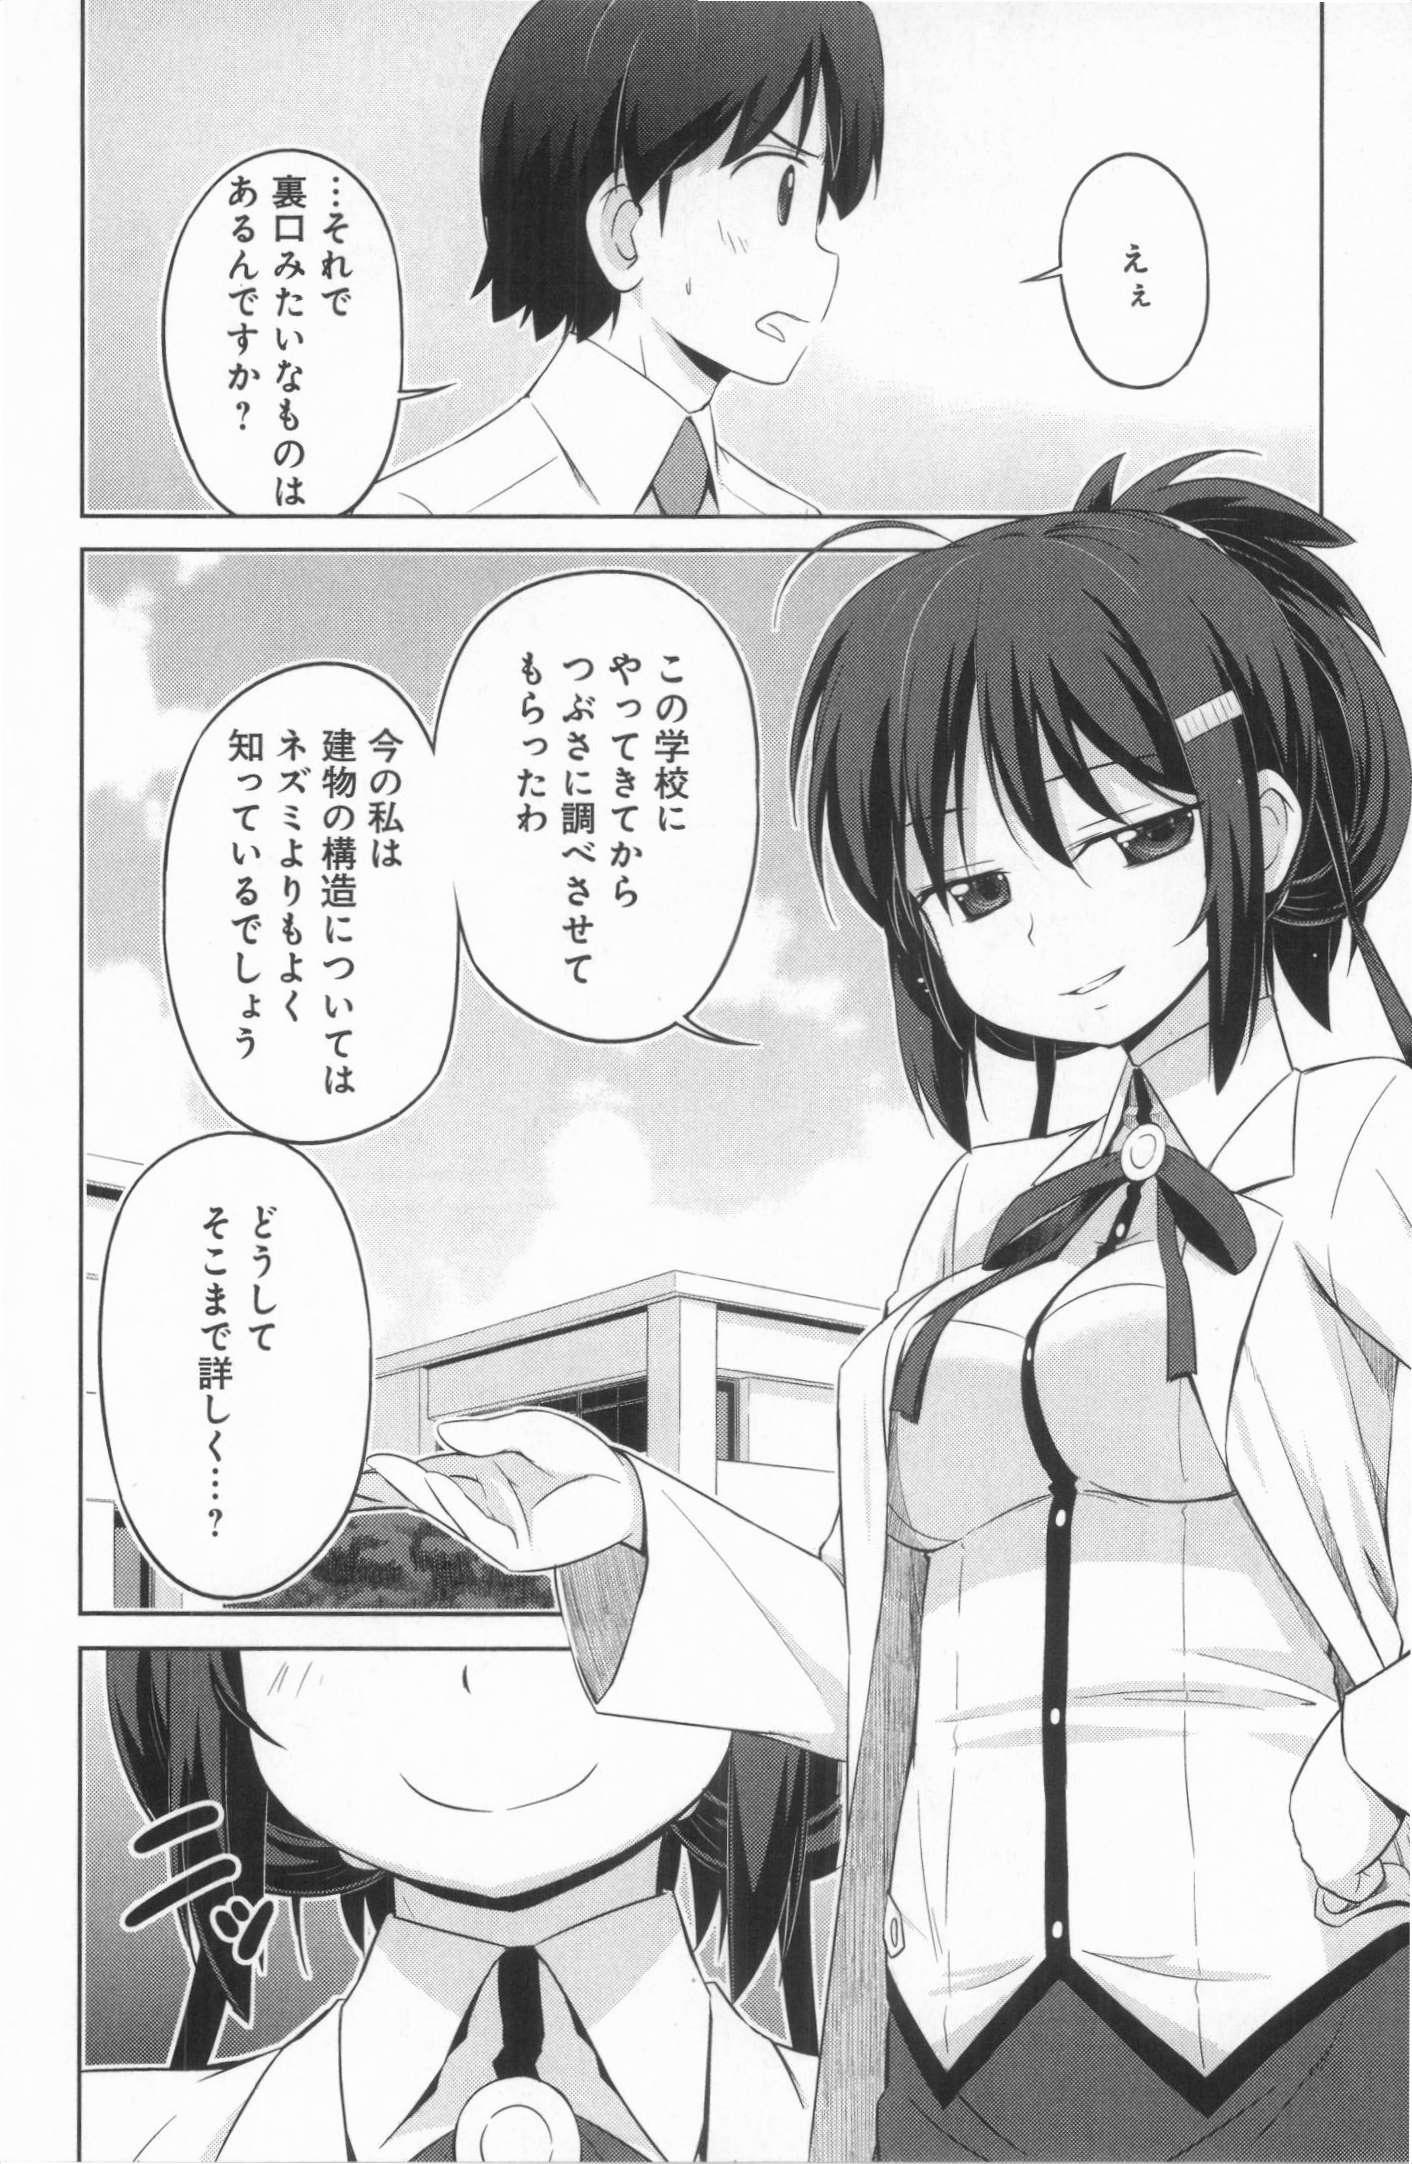 ええ
…それで
裏口みたいなものは
あるんですか?
この学校に
やってきてから
つぶさに調べさせて
もらったわ
今の私は
建物の構造については
ネズミよりもよく
知っているでしょう
どうして
そこまで詳しく…?
ニッ